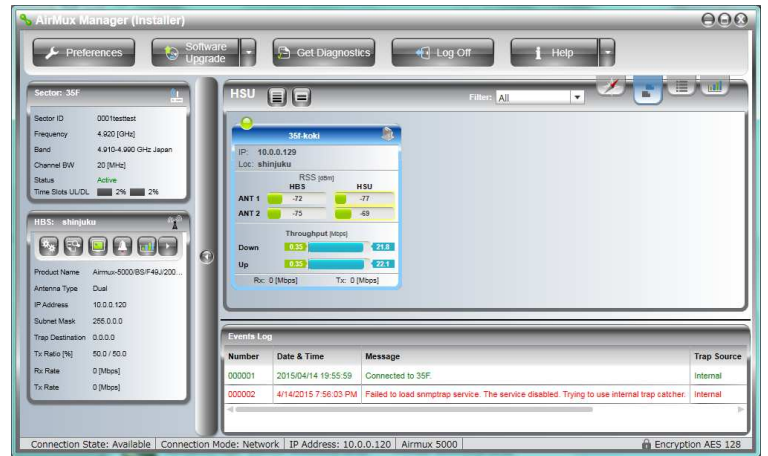 AirMux Manager (Installer)
Preferences
Software Upgrade
Get Diagnostics
Log Off
Help
Sector: 35F
Sector ID 0001testtest
Frequency 4.920 [GHz]
Band 4.910-4.990 GHz Japan
Channel BW 20 [MHz]
Status Active
Time Slots UL/DL 2% 2%
HBS: shinjuku
Product Name Airmux-5000/BS/F49J/200...
Antenna Type Dual
IP Address 10.0.0.120
Subnet Mask 255.0.0.0
Trap Destination 0.0.0.0
Tx Ratio [%] 50.0 / 50.0
Rx Rate 0 [Mbps]
Tx Rate 0 [Mbps]
HSU
Filter: All
35f-koki
IP: 10.0.0.129
Loc: shinjuku
RSS [dBm]
HBS HSU
ANT 1 -72 -77
ANT 2 -75 -69
Throughput [Mbps]
Down 0.35 21.8
Up 0.35 22.1
Rx: 0 [Mbps] Tx: 0 [Mbps]
Events Log
Number Date & Time Message Trap Source
000001 2015/04/14 19:55:59 Connected to 35F. Internal
000002 4/14/2015 7:56:03 PM Failed to load snmptrap service. The service disabled. Trying to use internal trap catcher. Internal
Connection State: Available Connection Mode: Network IP Address: 10.0.0.120 Airmux 5000 Encryption AES 128